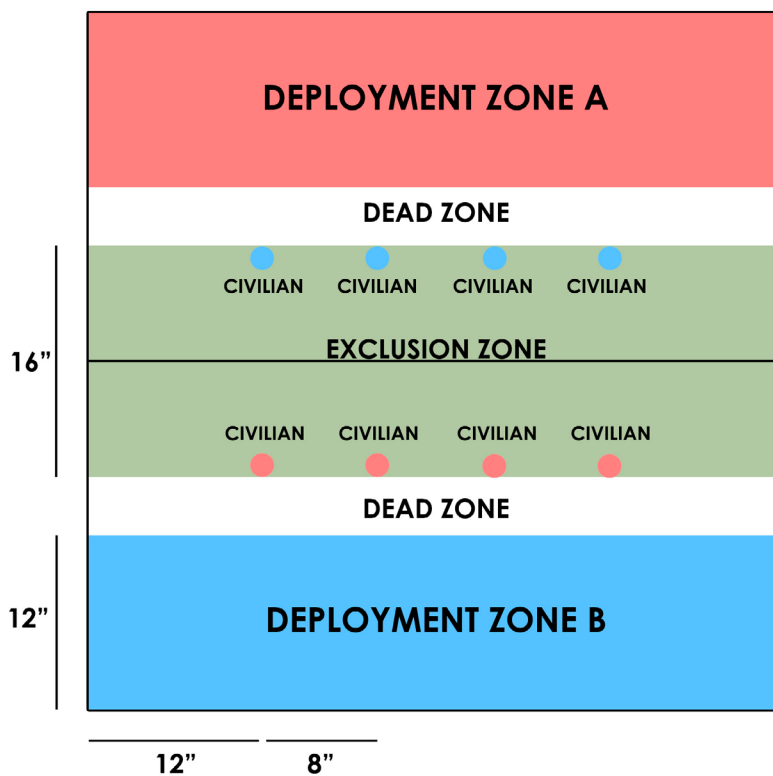 DEPLOYMENT ZONE A
DEAD ZONE
CIVILIAN CIVILIAN CIVILIAN CIVILIAN
16”
EXCLUSION ZONE
CIVILIAN CIVILIAN CIVILIAN CIVILIAN
DEAD ZONE
12”
DEPLOYMENT ZONE B
12” 8”